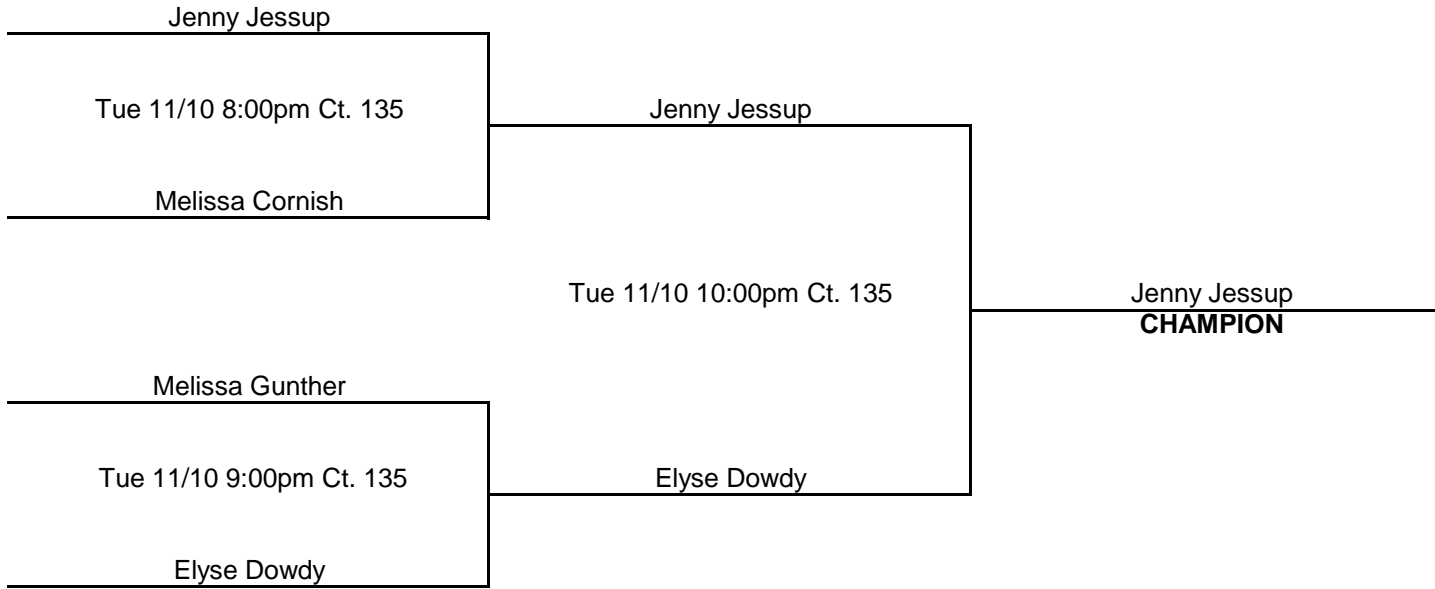 Jenny Jessup
Tue 11/10 8:00pm Ct. 135
Jenny Jessup
Melissa Cornish
Tue 11/10 10:00pm Ct. 135
Jenny Jessup
CHAMPION
Melissa Gunther
Tue 11/10 9:00pm Ct. 135
Elyse Dowdy
Elyse Dowdy